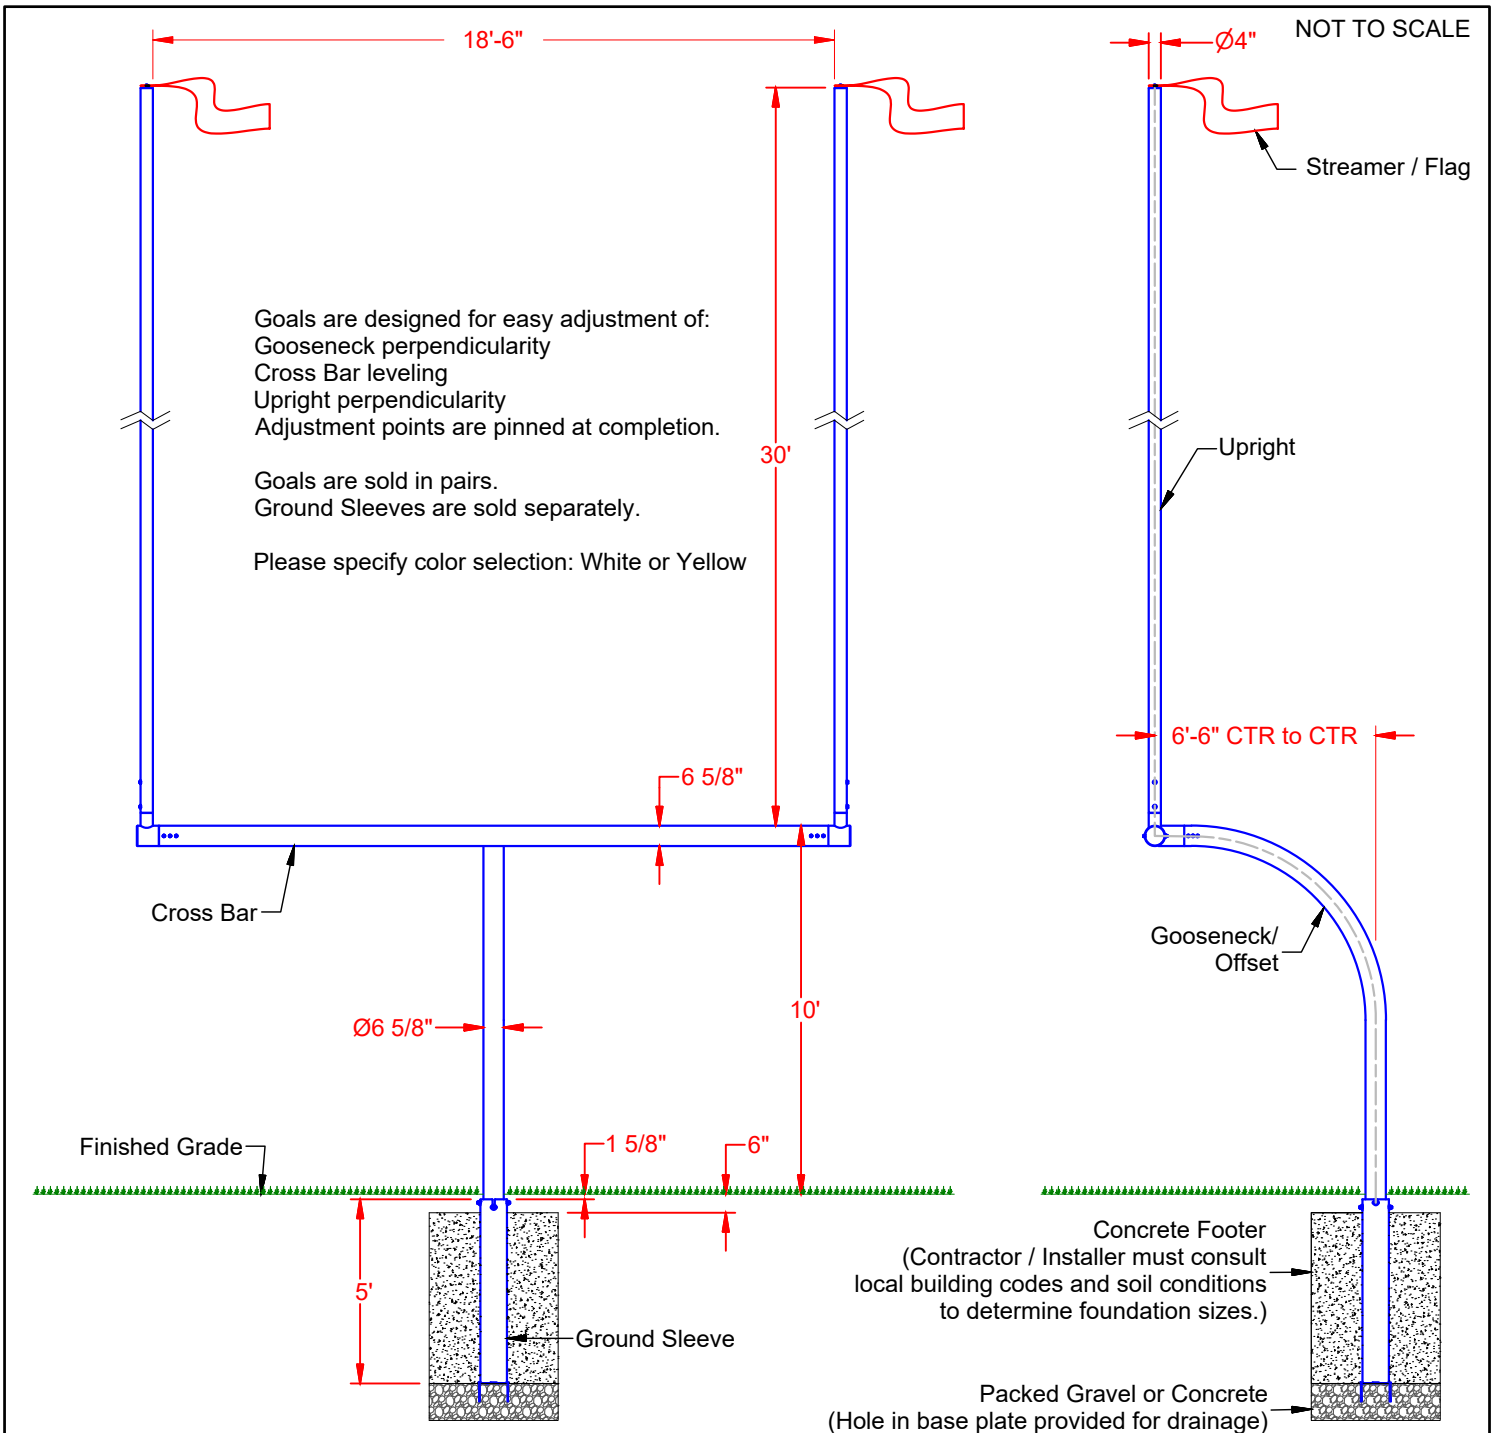 18'-6"
Ø4"
NOT TO SCALE
Streamer / Flag
Goals are designed for easy adjustment of:
Gooseneck perpendicularity
Cross Bar leveling
Upright perpendicularity
Adjustment points are pinned at completion.
Goals are sold in pairs.
Ground Sleeves are sold separately.
Please specify color selection: White or Yellow
30'
Upright
6'-6" CTR to CTR
6 5/8"
Cross Bar
Gooseneck/
Offset
10'
Ø6 5/8"
Finished Grade
1 5/8"
6"
5'
Ground Sleeve
Concrete Footer
(Contractor / Installer must consult
local building codes and soil conditions
to determine foundation sizes.)
Packed Gravel or Concrete
(Hole in base plate provided for drainage)